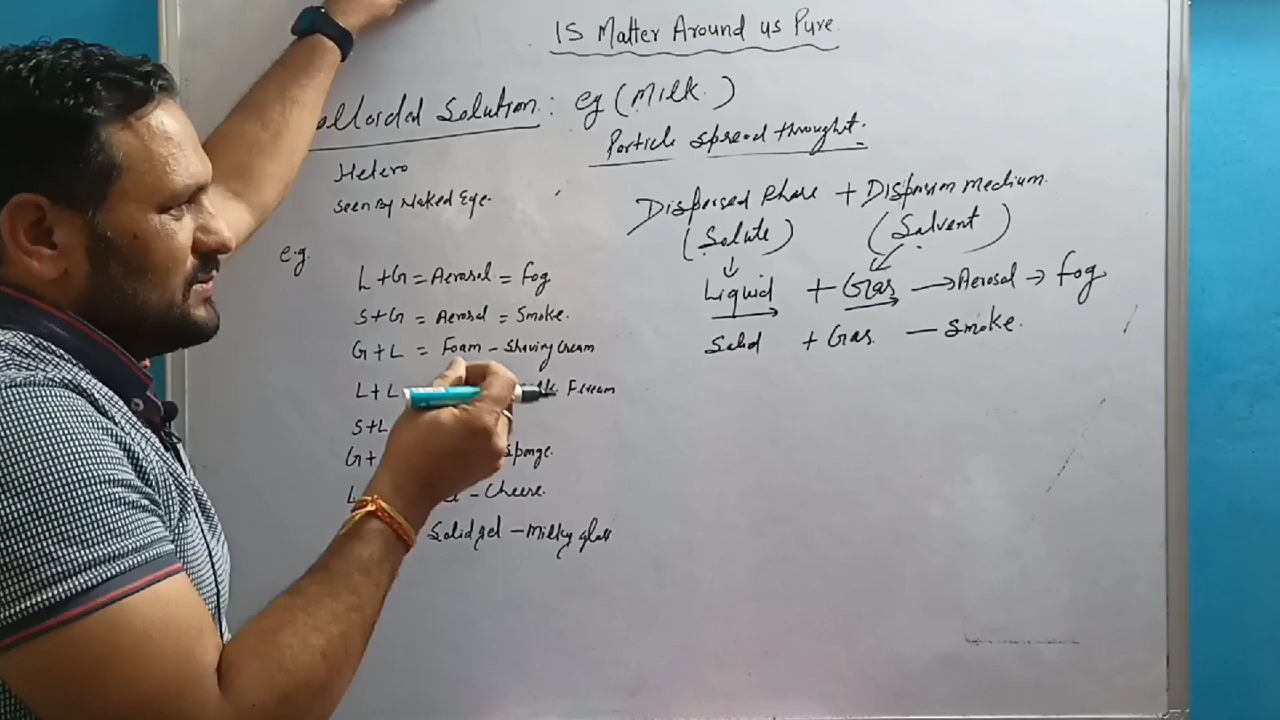 IS Matter Around us Pure.
olloidal Solution : eg (Milk.)
Particle spread throught.
Hetero
Seen By Naked Eye.
Dispersed Phase + Dispersion medium.
(Solute) (Solvent)
e.g.
L+G = Aerosol = Fog
S+G = Aerosol = Smoke.
G+L = Foam - Shaving Cream
L+L
S+L
G+ Sponge.
L - Cheese.
Solid gel - Milky glass
Liquid + Gas → Aerosol → Fog
Solid + Gas. - Smoke.